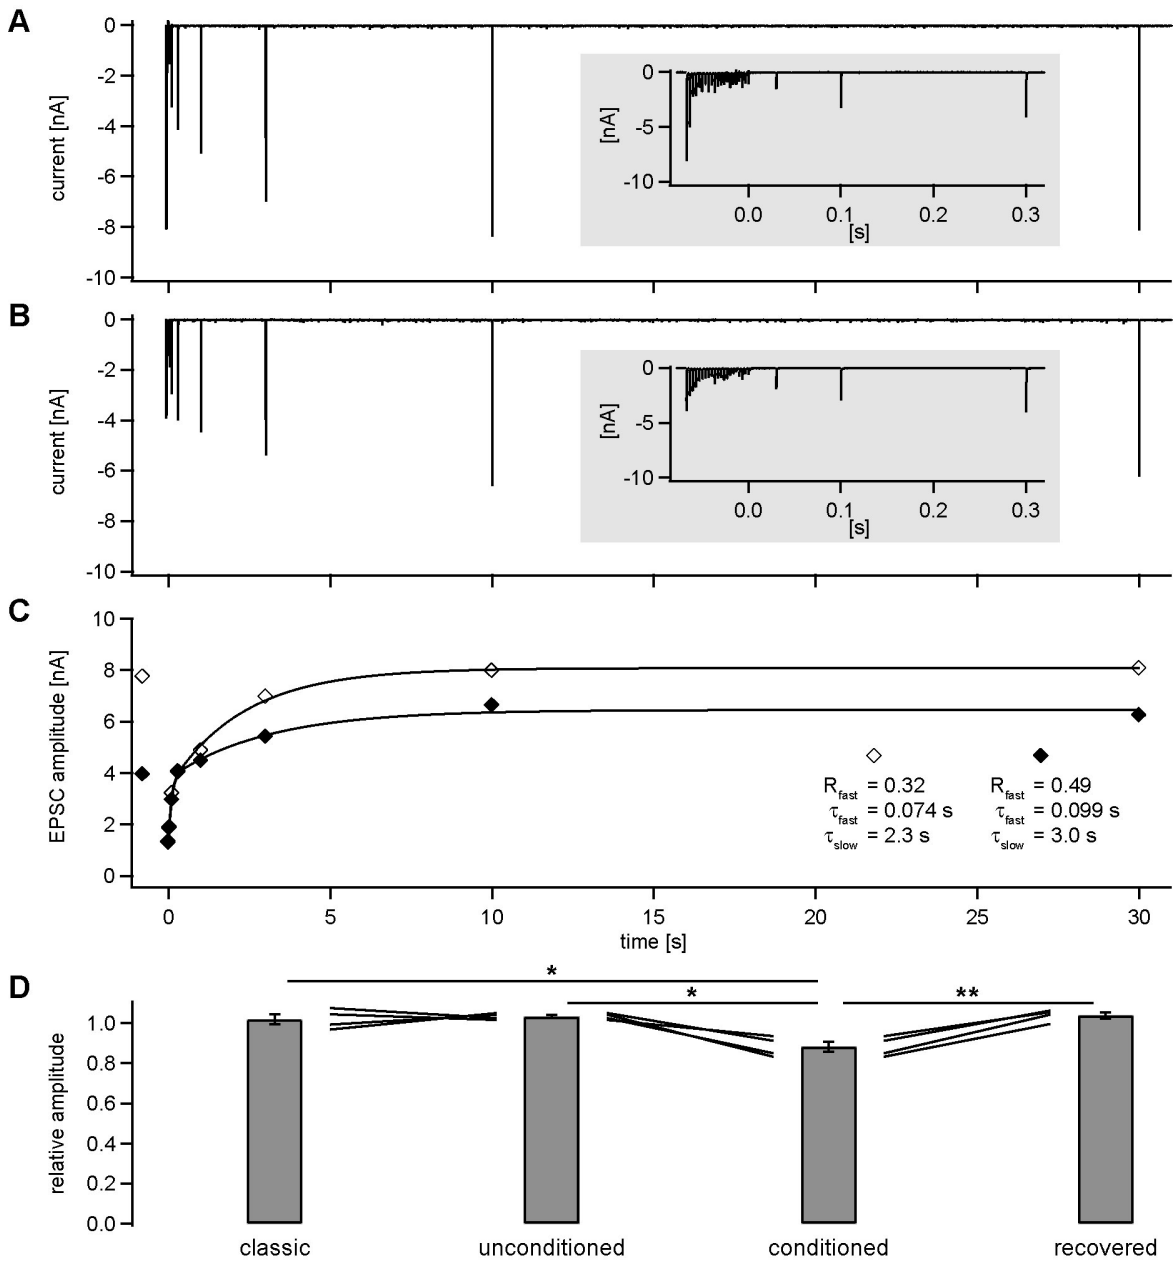 A
0
-2
-4
-6
-8
-10
current [nA]
0
-5
-10
[nA]
0.0 0.1 0.2 0.3
[s]
B
0
-2
-4
-6
-8
-10
current [nA]
0
-5
-10
[nA]
0.0 0.1 0.2 0.3
[s]
C
10
8
6
4
2
0
EPSC amplitude [nA]
R_fast = 0.32 R_fast = 0.49
τ_fast = 0.074 s τ_fast = 0.099 s
τ_slow = 2.3 s τ_slow = 3.0 s
0 5 10 15 20 25 30
time [s]
D
*
* **
1.0
0.8
0.6
0.4
0.2
0.0
relative amplitude
classic unconditioned conditioned recovered